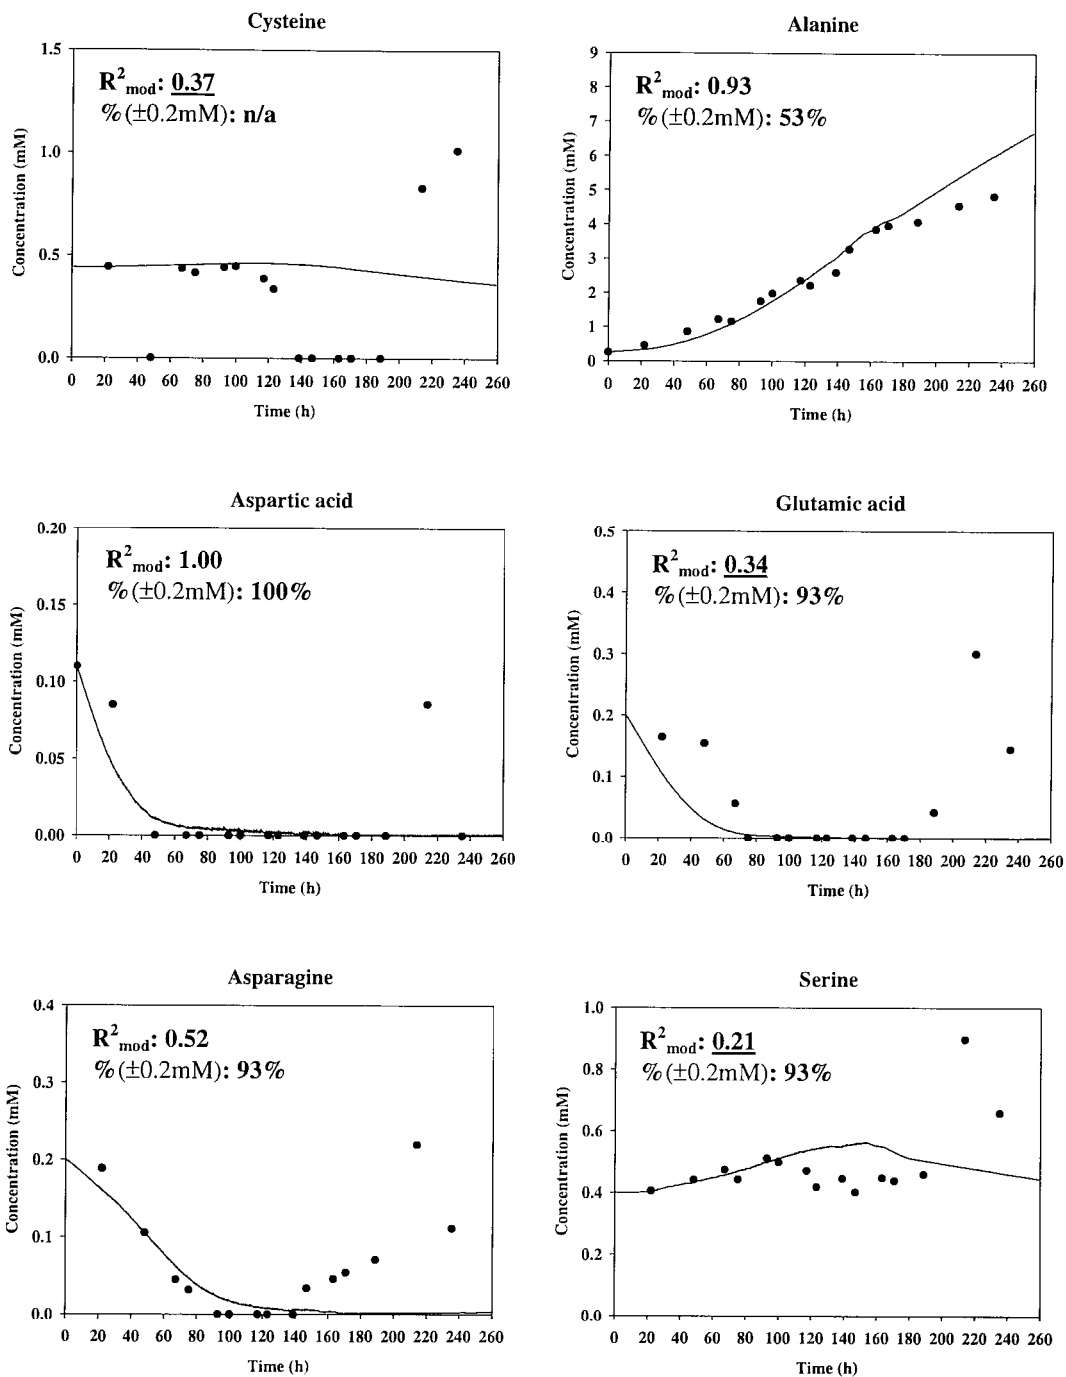 Cysteine
R²mod: 0.37
%(±0.2mM): n/a
Concentration (mM)
1.5
1.0
0.5
0.0
0 20 40 60 80 100 120 140 160 180 200 220 240 260
Time (h)
Alanine
R²mod: 0.93
%(±0.2mM): 53%
Concentration (mM)
9
8
7
6
5
4
3
2
1
0
0 20 40 60 80 100 120 140 160 180 200 220 240 260
Time (h)
Aspartic acid
R²mod: 1.00
%(±0.2mM): 100%
Concentration (mM)
0.20
0.15
0.10
0.05
0.00
0 20 40 60 80 100 120 140 160 180 200 220 240 260
Time (h)
Glutamic acid
R²mod: 0.34
%(±0.2mM): 93%
Concentration (mM)
0.5
0.4
0.3
0.2
0.1
0.0
0 20 40 60 80 100 120 140 160 180 200 220 240 260
Time (h)
Asparagine
R²mod: 0.52
%(±0.2mM): 93%
Concentration (mM)
0.4
0.3
0.2
0.1
0.0
0 20 40 60 80 100 120 140 160 180 200 220 240 260
Time (h)
Serine
R²mod: 0.21
%(±0.2mM): 93%
Concentration (mM)
1.0
0.8
0.6
0.4
0.2
0.0
0 20 40 60 80 100 120 140 160 180 200 220 240 260
Time (h)